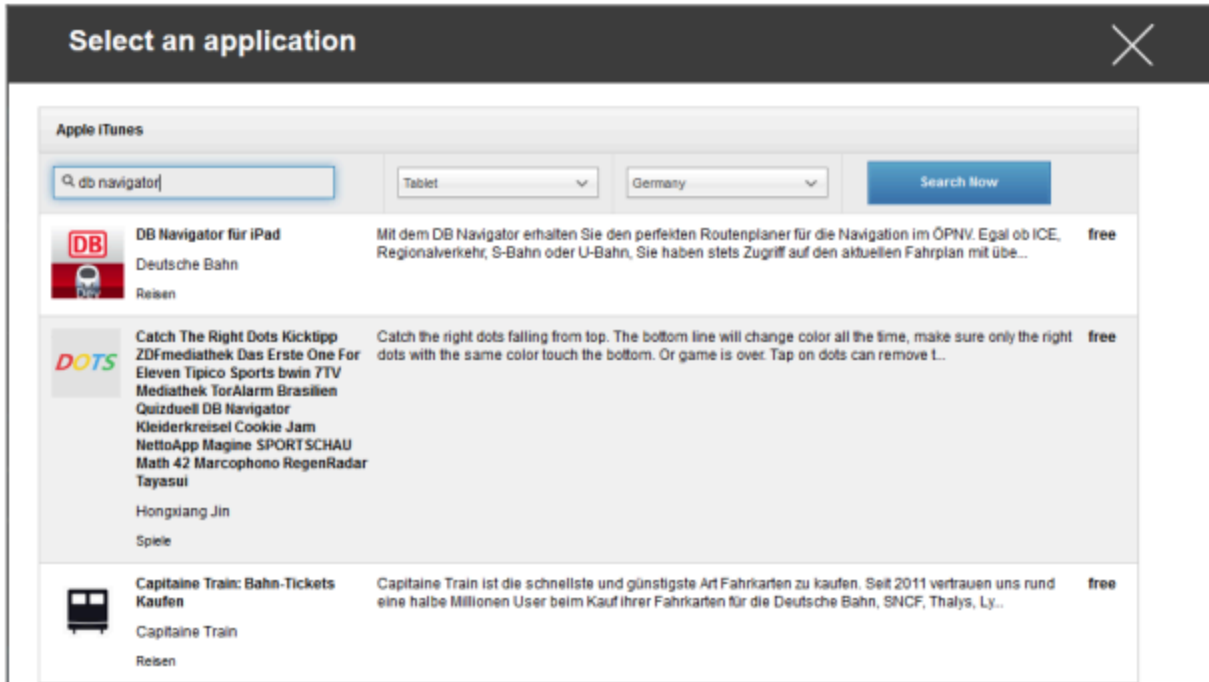 Select an application
Apple iTunes
db navigator
Tablet
Germany
Search Now
DB
DB Navigator für iPad
Deutsche Bahn
Reisen
Mit dem DB Navigator erhalten Sie den perfekten Routenplaner für die Navigation im ÖPNV. Egal ob ICE,
Regionalverkehr, S-Bahn oder U-Bahn, Sie haben stets Zugriff auf den aktuellen Fahrplan mit übe...
free
DOTS
Catch The Right Dots Kicktipp
ZDFmediathek Das Erste One For
Eleven Tipico Sports bwin 7TV
Mediathek TorAlarm Brasilien
Quizduell DB Navigator
Kleiderkreisel Cookie Jam
NettoApp Magine SPORTSCHAU
Math 42 Marcophono RegenRadar
Tayasui
Hongxiang Jin
Spiele
Catch the right dots falling from top. The bottom line will change color all the time, make sure only the right
dots with the same color touch the bottom. Or game is over. Tap on dots can remove t...
free
Capitaine Train: Bahn-Tickets
Kaufen
Capitaine Train
Reisen
Capitaine Train ist die schnellste und günstigste Art Fahrkarten zu kaufen. Seit 2011 vertrauen uns rund
eine halbe Millionen User beim Kauf ihrer Fahrkarten für die Deutsche Bahn, SNCF, Thalys, Ly...
free